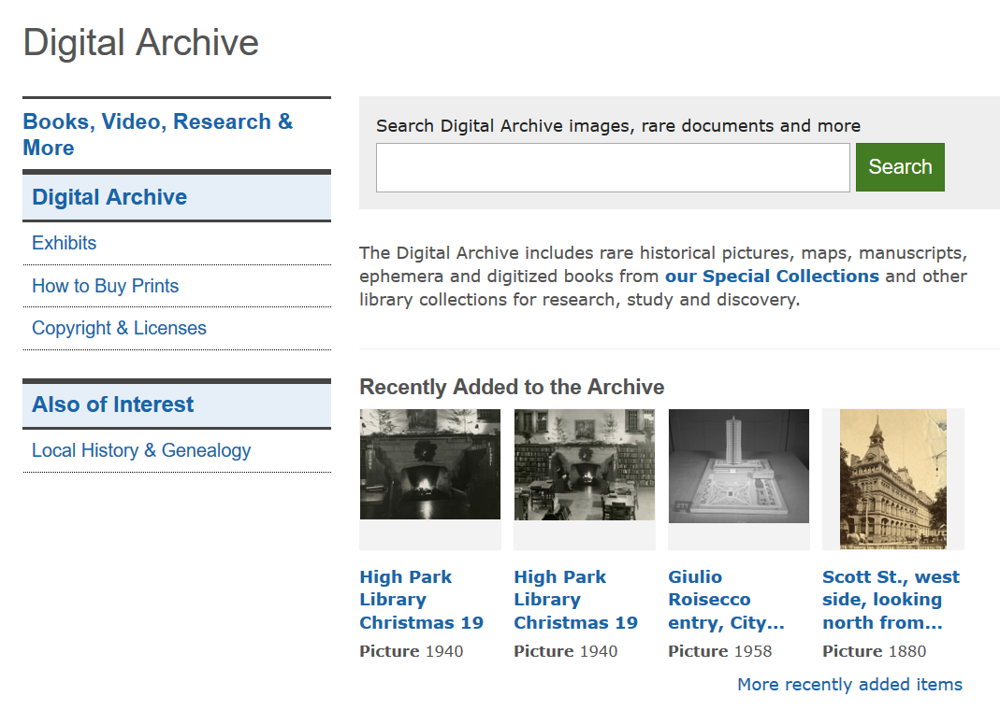 Digital Archive
Books, Video, Research &
More
Digital Archive
Exhibits
How to Buy Prints
Copyright & Licenses
Also of Interest
Local History & Genealogy
Search Digital Archive images, rare documents and more
Search
The Digital Archive includes rare historical pictures, maps, manuscripts,
ephemera and digitized books from our Special Collections and other
library collections for research, study and discovery.
Recently Added to the Archive
High Park
Library
Christmas 19
Picture 1940
High Park
Library
Christmas 19
Picture 1940
Giulio
Roisecco
entry, City...
Picture 1958
Scott St., west
side, looking
north from...
Picture 1880
More recently added items